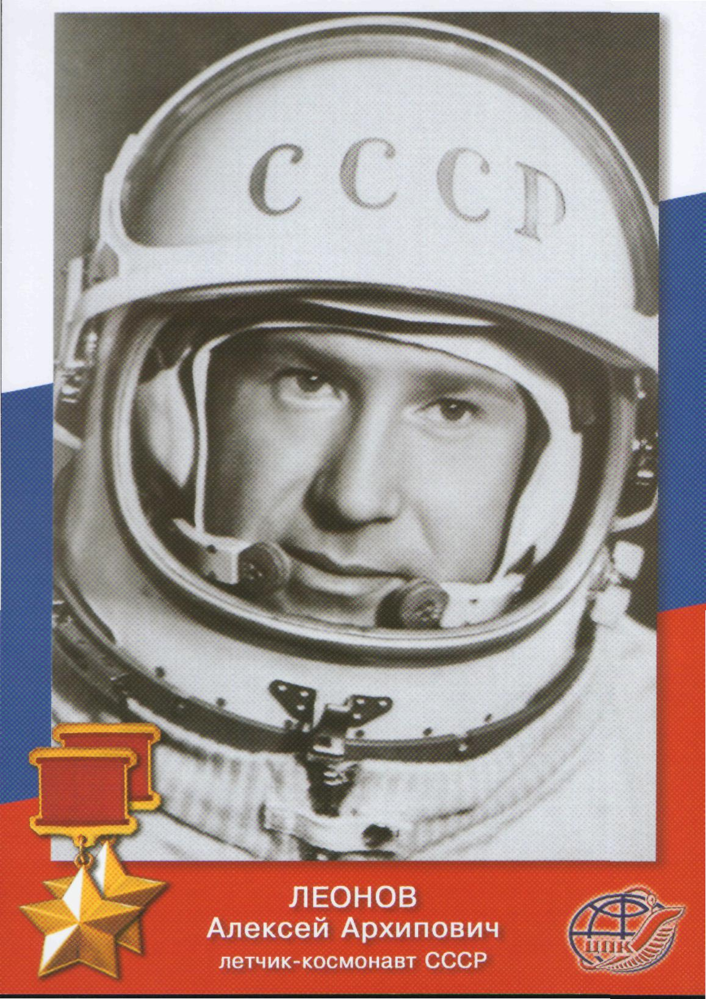 СССР
ЛЕОНОВ
Алексей Архипович
летчик-космонавт СССР
ЦПК